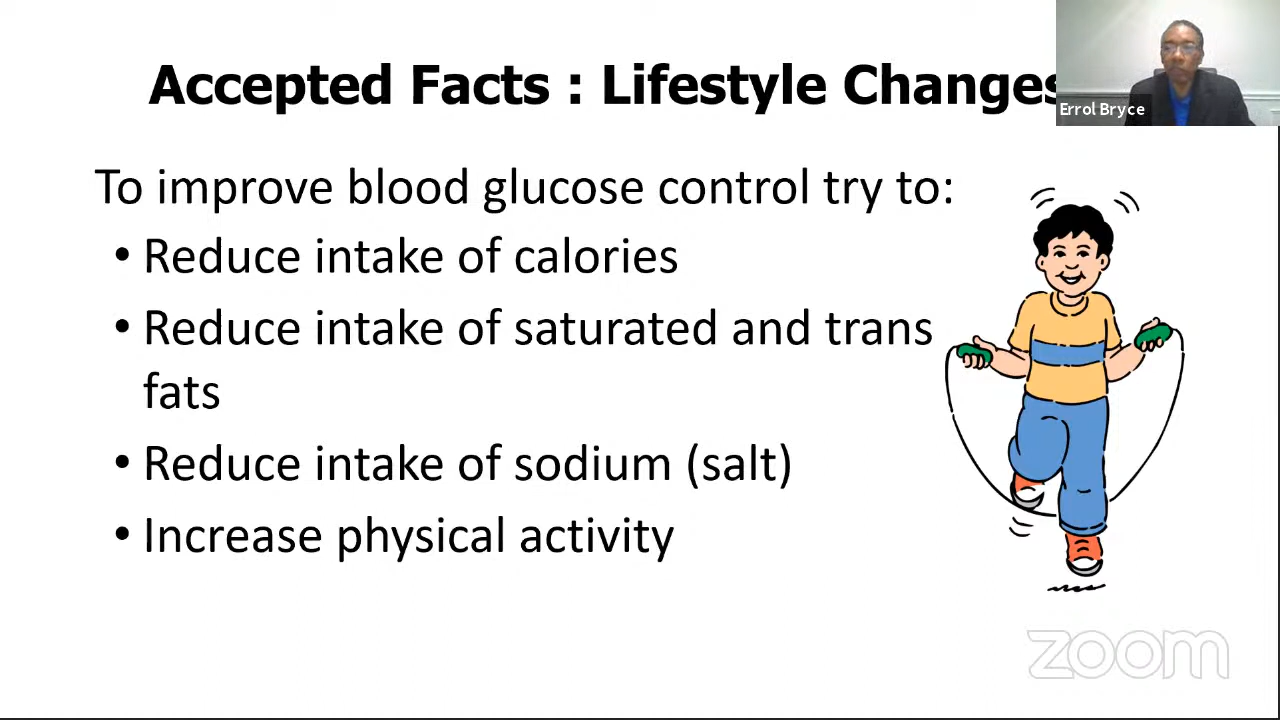 Accepted Facts : Lifestyle Changes
Errol Bryce
To improve blood glucose control try to:
• Reduce intake of calories
• Reduce intake of saturated and trans
fats
• Reduce intake of sodium (salt)
• Increase physical activity
zoom